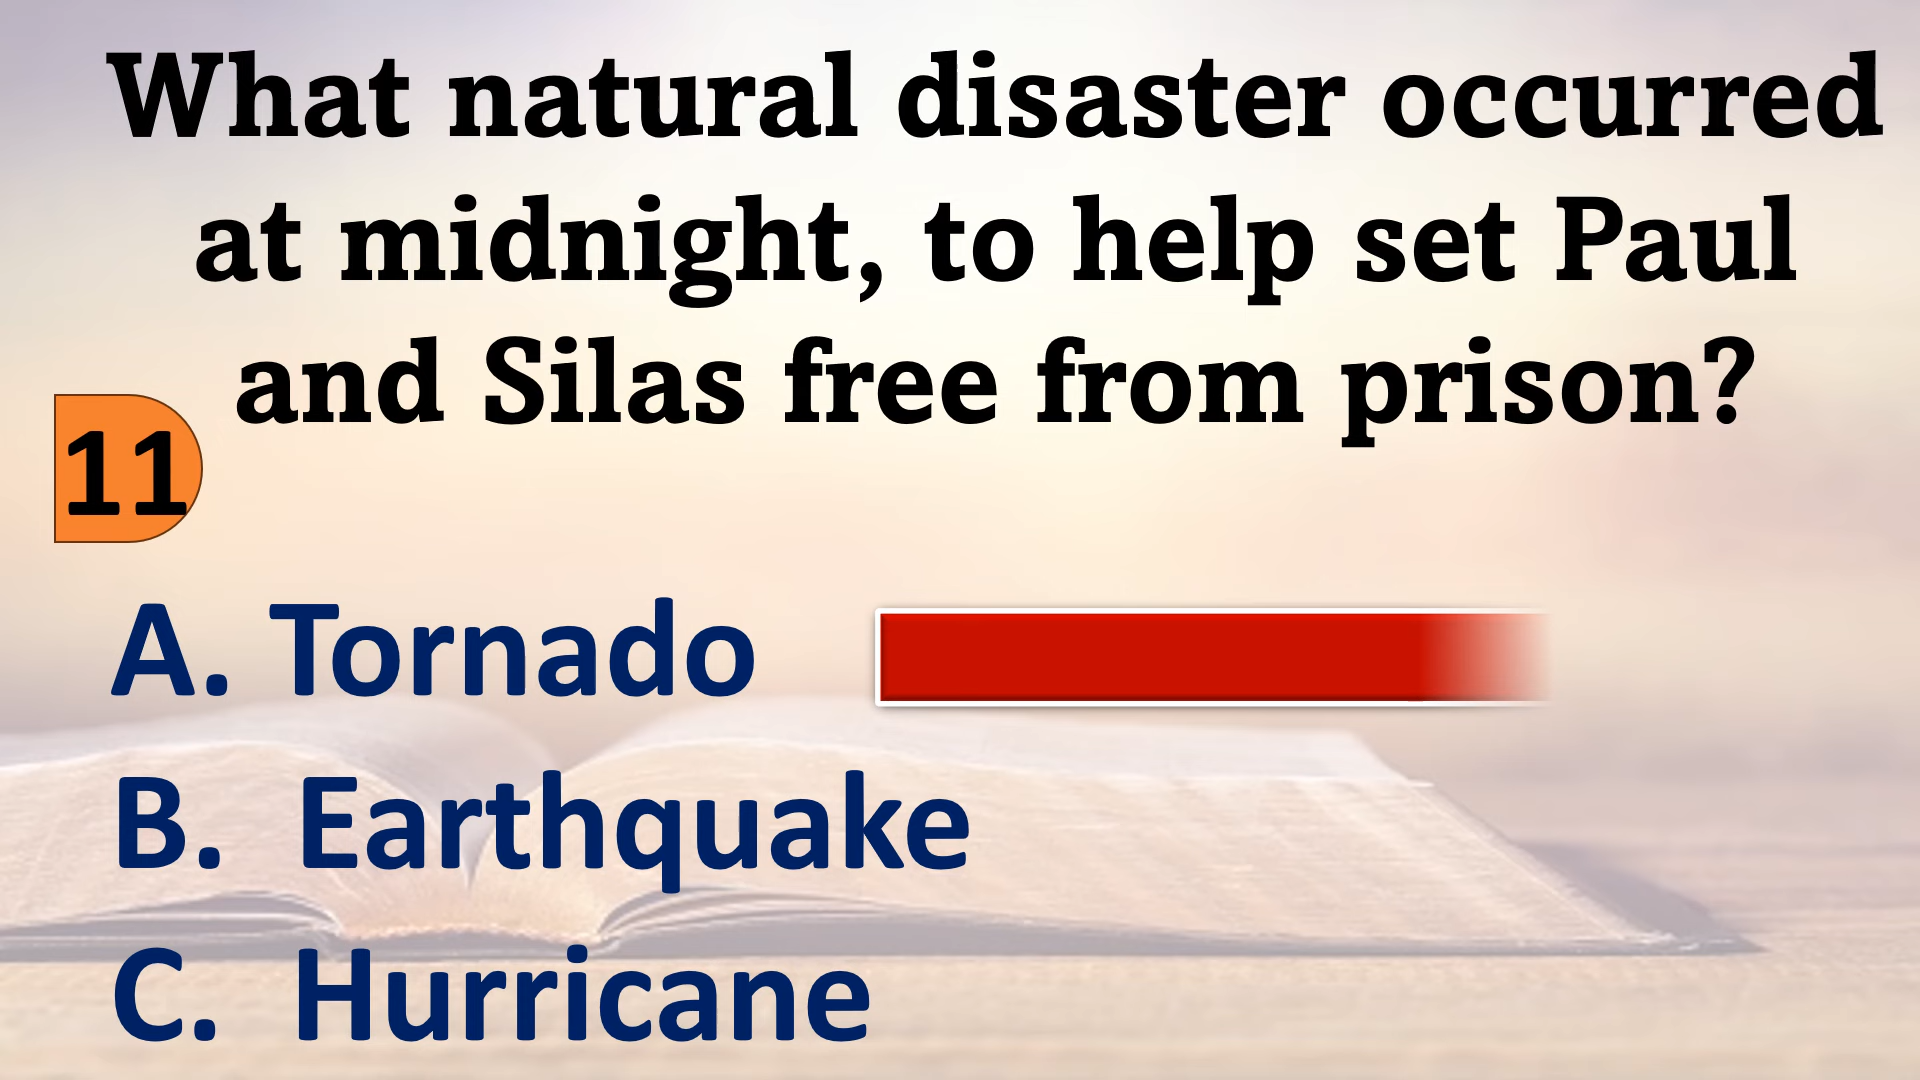 What natural disaster occurred
at midnight, to help set Paul
and Silas free from prison?
11
A. Tornado
B. Earthquake
C. Hurricane